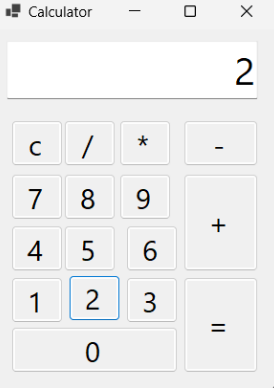 Calculator
2
c / * -
7 8 9
+
4 5 6
1 2 3
=
0